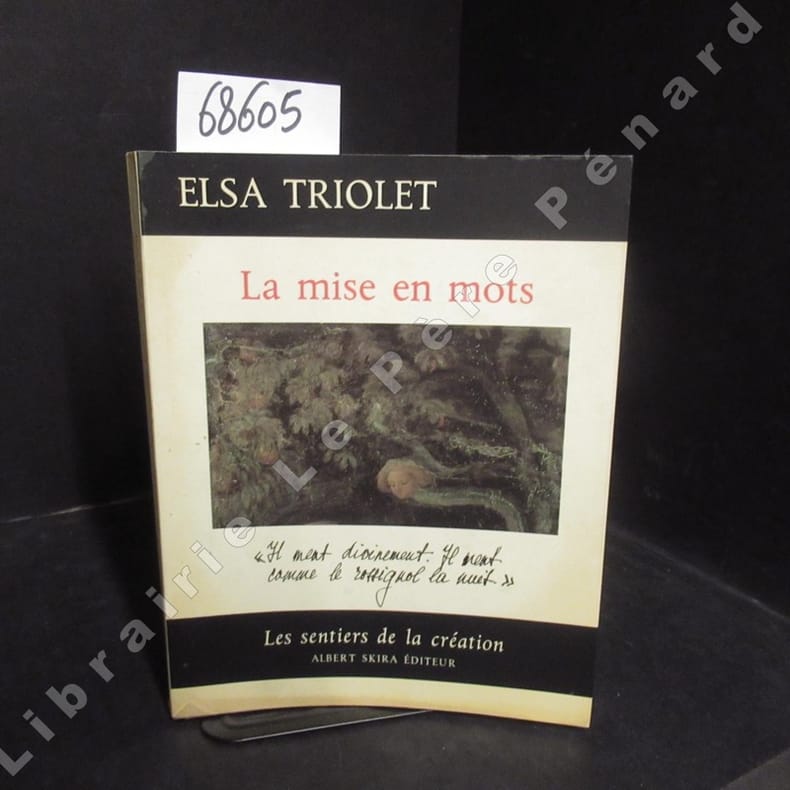 68605
ELSA TRIOLET
La mise en mots
«Il ment divinement. Il ment
comme le rossignol la nuit»
Les sentiers de la création
ALBERT SKIRA ÉDITEUR
Librairie Le Père Pénard